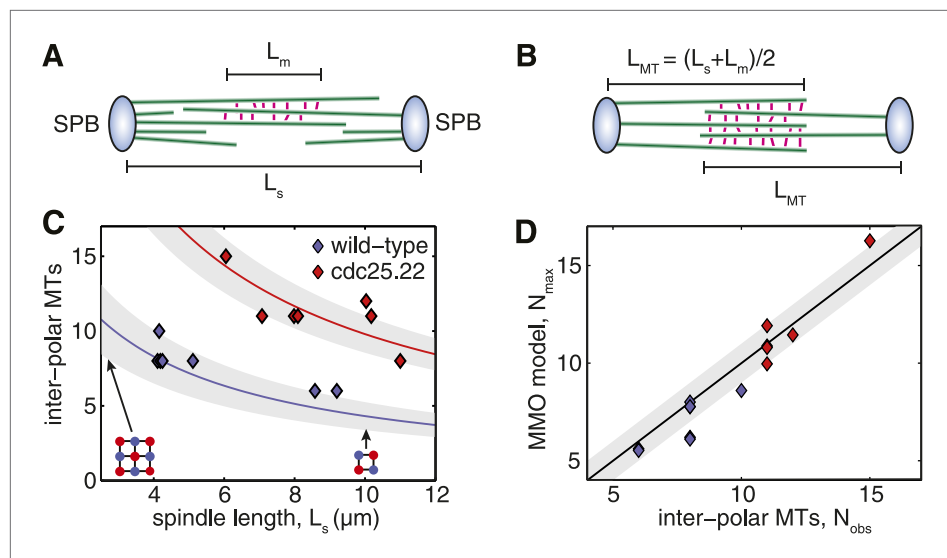 A
L_m
SPB
SPB
L_s
B
L_MT = (L_s+L_m)/2
L_MT
C
wild-type
cdc25.22
inter-polar MTs
15
10
5
0
4
6
8
10
12
spindle length, L_s (μm)
D
MMO model, N_max
15
10
5
5
10
15
inter-polar MTs, N_obs